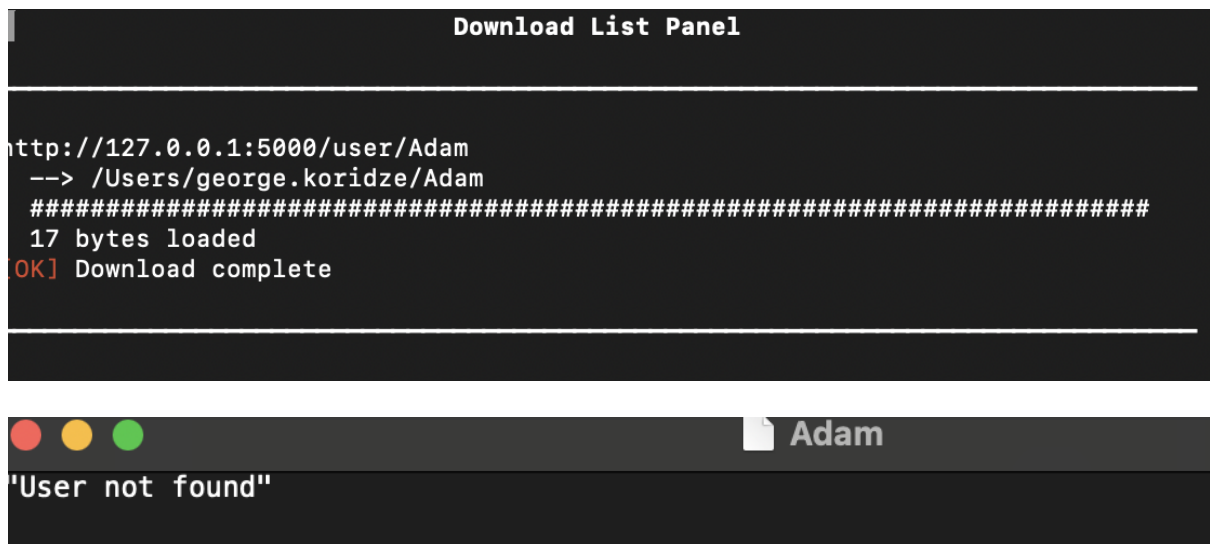 Download List Panel
ttp://127.0.0.1:5000/user/Adam
--> /Users/george.koridze/Adam
##########################################################################
17 bytes loaded
[OK] Download complete
Adam
"User not found"